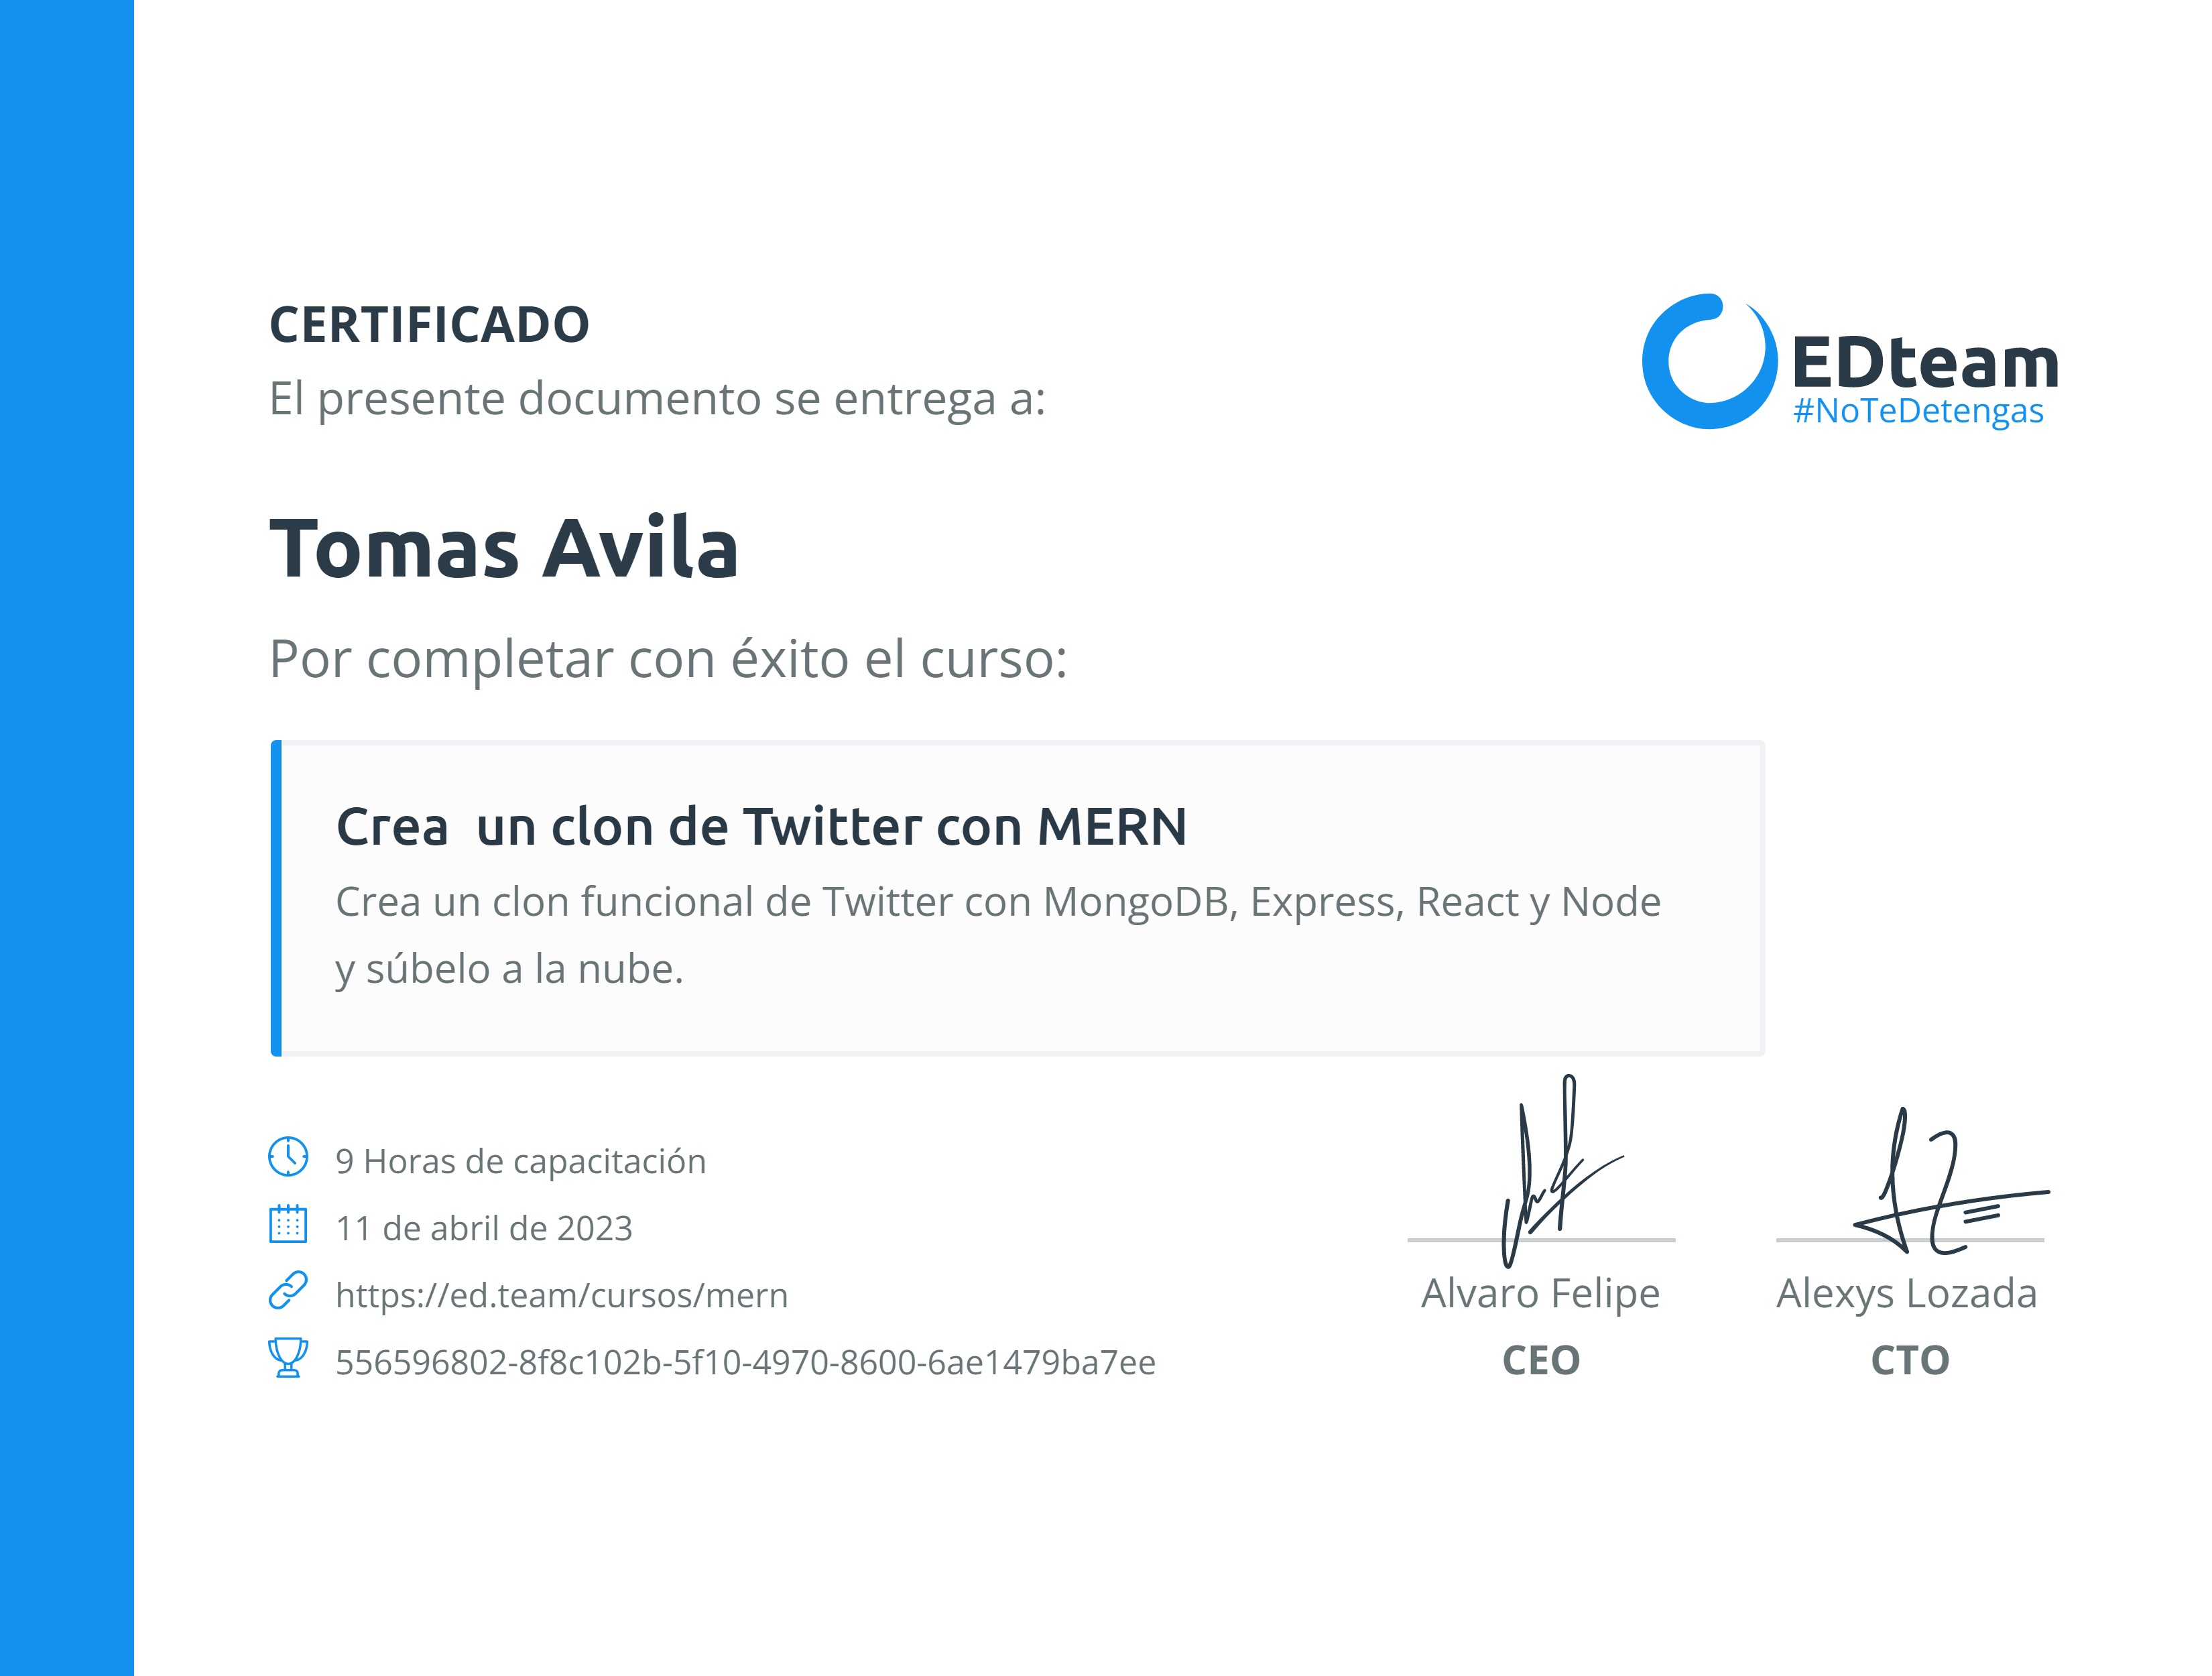 CERTIFICADO
El presente documento se entrega a:
EDteam
#NoTeDetengas
Tomas Avila
Por completar con éxito el curso:
Crea  un clon de Twitter con MERN
Crea un clon funcional de Twitter con MongoDB, Express, React y Node
y súbelo a la nube.
9 Horas de capacitación
11 de abril de 2023
https://ed.team/cursos/mern
556596802-8f8c102b-5f10-4970-8600-6ae1479ba7ee
Alvaro Felipe
CEO
Alexys Lozada
CTO